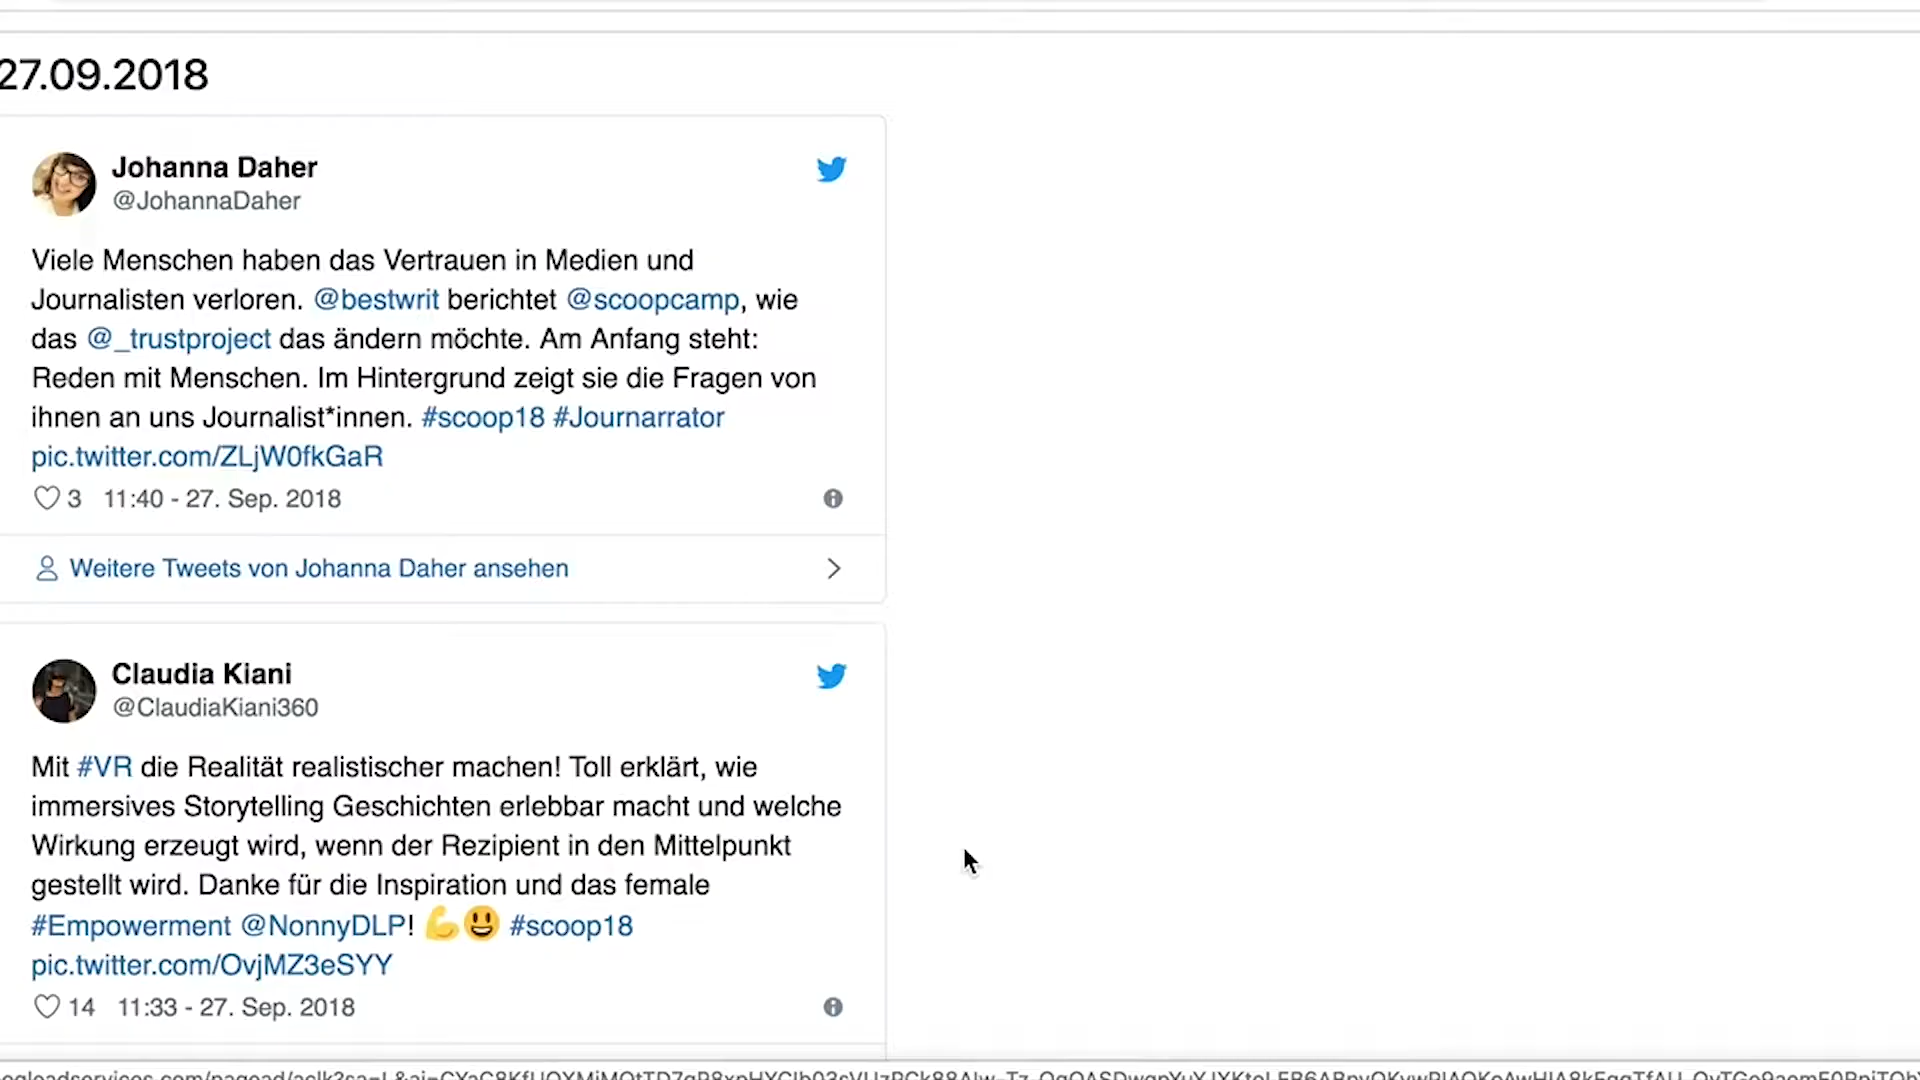 27.09.2018
Johanna Daher
@JohannaDaher
Viele Menschen haben das Vertrauen in Medien und
Journalisten verloren. @bestwrit berichtet @scoopcamp, wie
das @_trustproject das ändern möchte. Am Anfang steht:
Reden mit Menschen. Im Hintergrund zeigt sie die Fragen von
ihnen an uns Journalist*innen. #scoop18 #Journarrator
pic.twitter.com/ZLjW0fkGaR
3 11:40 - 27. Sep. 2018
Weitere Tweets von Johanna Daher ansehen
Claudia Kiani
@ClaudiaKiani360
Mit #VR die Realität realistischer machen! Toll erklärt, wie
immersives Storytelling Geschichten erlebbar macht und welche
Wirkung erzeugt wird, wenn der Rezipient in den Mittelpunkt
gestellt wird. Danke für die Inspiration und das female
#Empowerment @NonnyDLP! 💪😃 #scoop18
pic.twitter.com/OvjMZ3eSYY
14 11:33 - 27. Sep. 2018